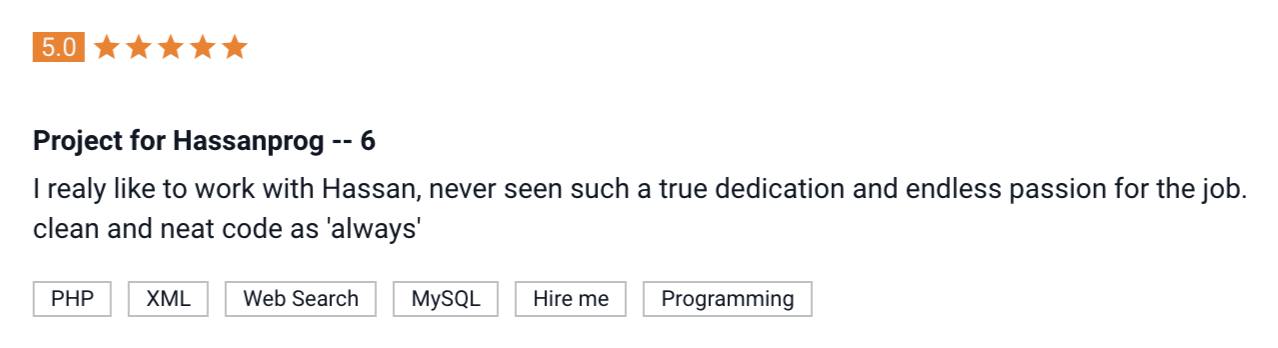 5.0
Project for Hassanprog -- 6
I realy like to work with Hassan, never seen such a true dedication and endless passion for the job.
clean and neat code as 'always'
PHP XML Web Search MySQL Hire me Programming